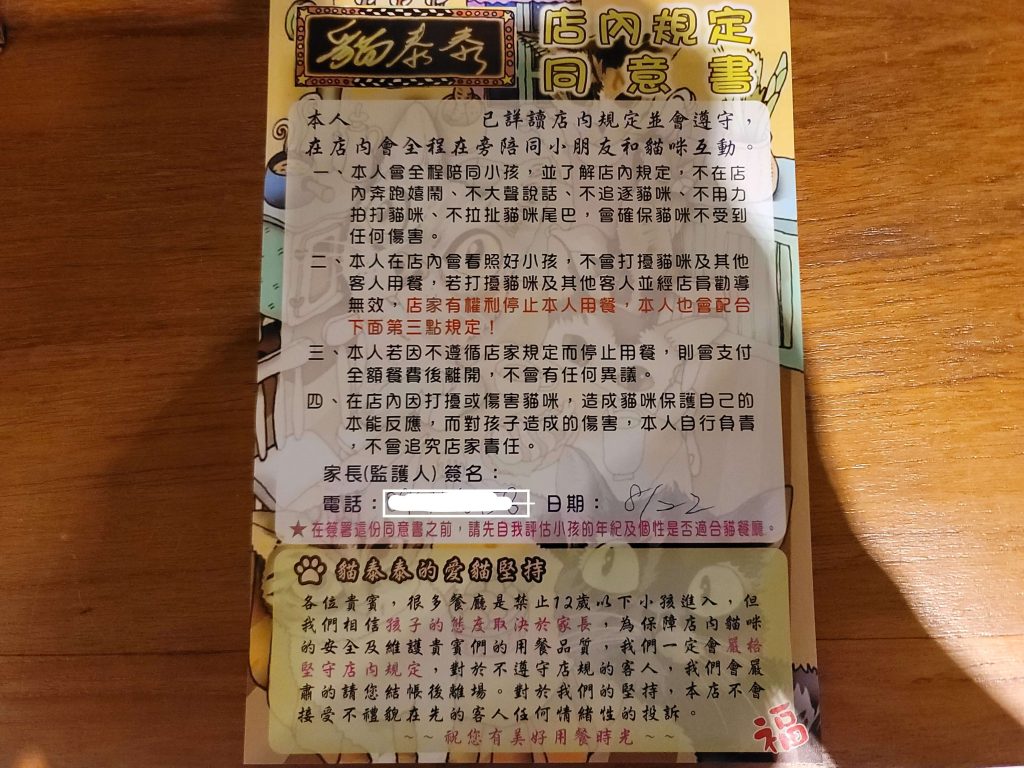 貓泰泰
店內規定
同意書
本人 已詳讀店內規定並會遵守，
在店內會全程在旁陪同小朋友和貓咪互動。
一、本人會全程陪同小孩，並了解店內規定，不在店
內奔跑嬉鬧、不大聲說話、不追逐貓咪、不用力
拍打貓咪、不拉扯貓咪尾巴，會確保貓咪不受到
任何傷害。
二、本人在店內會看照好小孩，不會打擾貓咪及其他
客人用餐，若打擾貓咪及其他客人並經店員勸導
無效，店家有權利停止本人用餐，本人也會配合
下面第三點規定！
三、本人若因不遵循店家規定而停止用餐，則會支付
全額餐費後離開，不會有任何異議。
四、在店內因打擾或傷害貓咪，造成貓咪保護自己的
本能反應，而對孩子造成的傷害，本人自行負責
，不會追究店家責任。
家長(監護人)簽名：
電話： 日期： 8/22
★在簽署這份同意書之前，請先自我評估小孩的年紀及個性是否適合貓餐廳。
貓泰泰的愛貓堅持
各位貴賓，很多餐廳是禁止12歲以下小孩進入，但
我們相信孩子的態度取決於家長，為保障店內貓咪
的安全及維護貴賓們的用餐品質，我們一定會嚴格
堅守店內規定，對於不遵守店規的客人，我們會嚴
肅的請您結帳後離場。對於我們的堅持，本店不會
接受不禮貌在先的客人任何情緒性的投訴。
~~祝您有美好用餐時光~~
福